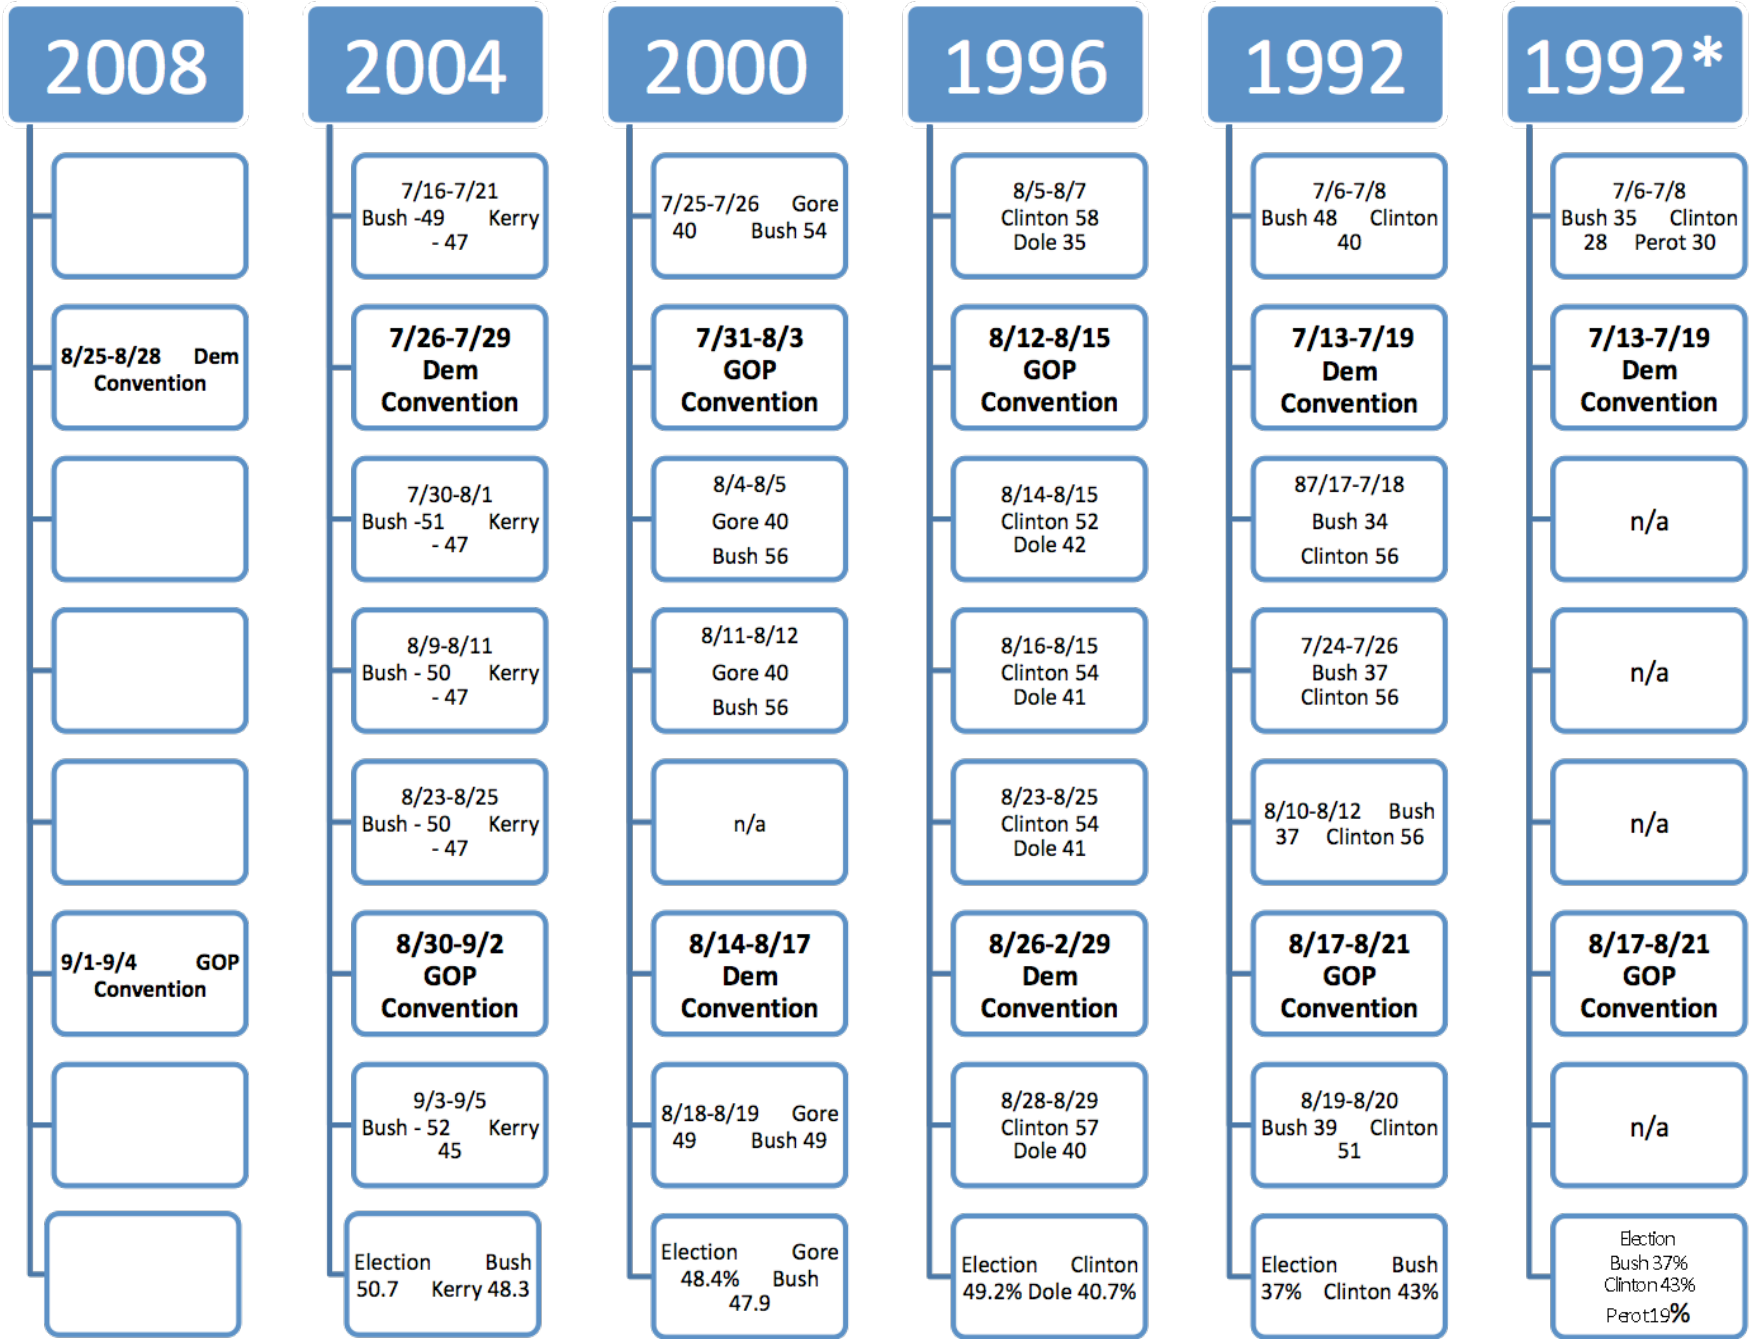 2008
8/25-8/28 Dem
Convention
9/1-9/4 GOP
Convention
2004
7/16-7/21
Bush -49 Kerry
- 47
7/26-7/29
Dem
Convention
7/30-8/1
Bush -51 Kerry
- 47
8/9-8/11
Bush - 50 Kerry
- 47
8/23-8/25
Bush - 50 Kerry
- 47
8/30-9/2
GOP
Convention
9/3-9/5
Bush - 52 Kerry
45
Election Bush
50.7 Kerry 48.3
2000
7/25-7/26 Gore
40 Bush 54
7/31-8/3
GOP
Convention
8/4-8/5
Gore 40
Bush 56
8/11-8/12
Gore 40
Bush 56
n/a
8/14-8/17
Dem
Convention
8/18-8/19 Gore
49 Bush 49
Election Gore
48.4% Bush
47.9
1996
8/5-8/7
Clinton 58
Dole 35
8/12-8/15
GOP
Convention
8/14-8/15
Clinton 52
Dole 42
8/16-8/15
Clinton 54
Dole 41
8/23-8/25
Clinton 54
Dole 41
8/26-2/29
Dem
Convention
8/28-8/29
Clinton 57
Dole 40
Election Clinton
49.2% Dole 40.7%
1992
7/6-7/8
Bush 48 Clinton
40
7/13-7/19
Dem
Convention
87/17-7/18
Bush 34
Clinton 56
7/24-7/26
Bush 37
Clinton 56
8/10-8/12 Bush
37 Clinton 56
8/17-8/21
GOP
Convention
8/19-8/20
Bush 39 Clinton
51
Election Bush
37% Clinton 43%
1992*
7/6-7/8
Bush 35 Clinton
28 Perot 30
7/13-7/19
Dem
Convention
n/a
n/a
n/a
8/17-8/21
GOP
Convention
n/a
Election
Bush 37%
Clinton 43%
Perot19%